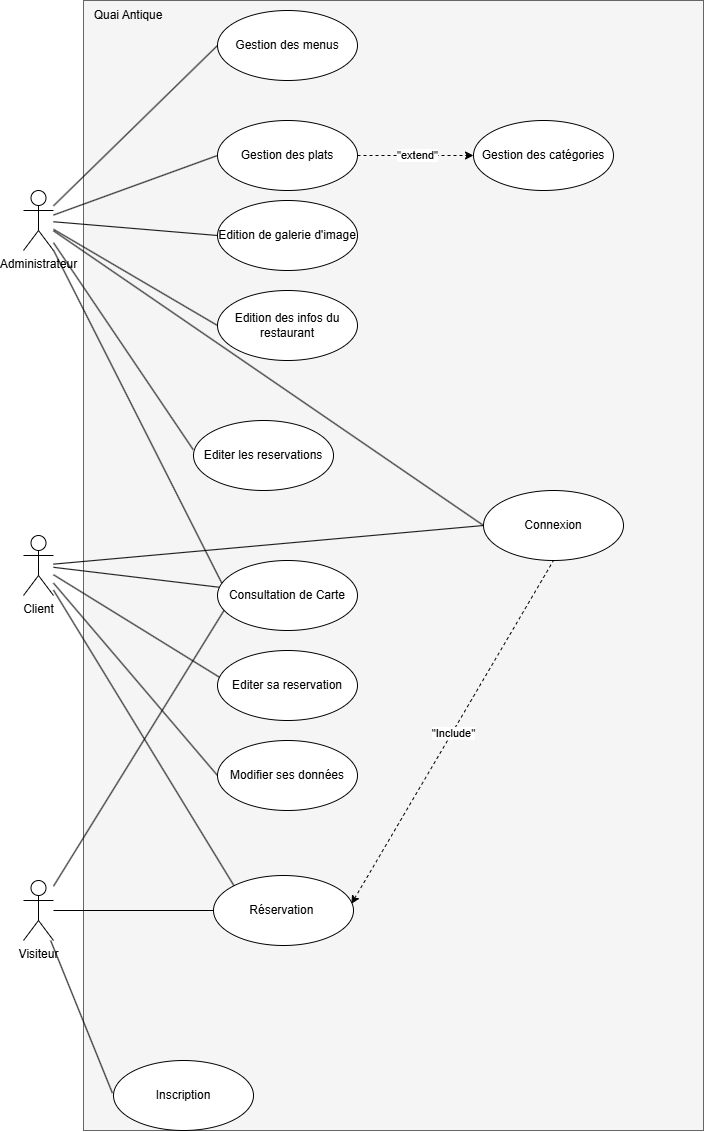 Quai Antique
Gestion des menus
Gestion des plats
"extend"
Gestion des catégories
Edition de galerie d'image
Administrateur
Edition des infos du
restaurant
Editer les reservations
Connexion
Client
Consultation de Carte
Editer sa reservation
"Include"
Modifier ses données
Réservation
Visiteur
Inscription